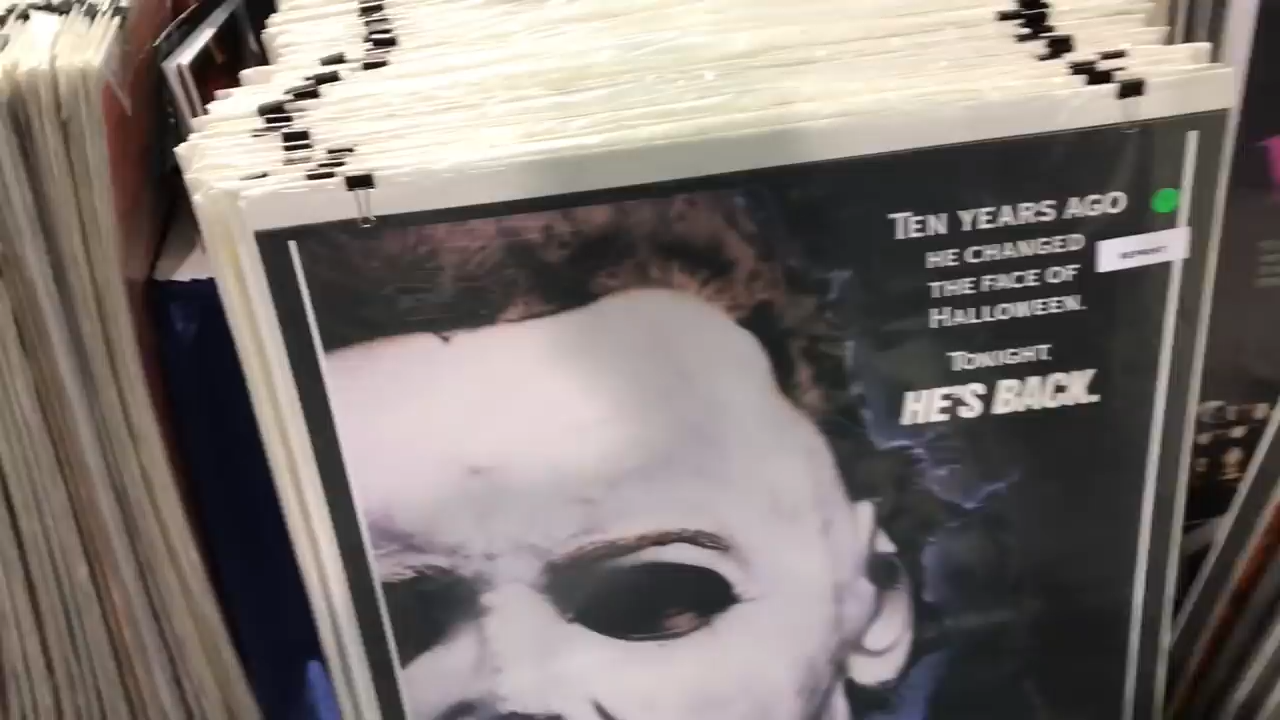 TEN YEARS AGO
HE CHANGED
THE FACE OF
HALLOWEEN.
TONIGHT
HE'S BACK.